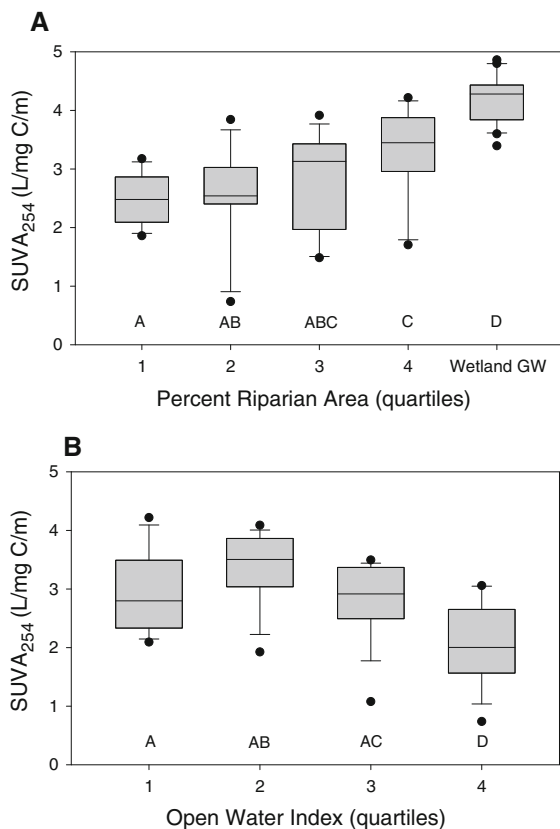 A
5
4
3
2
1
0
SUVA254 (L/mg C/m)
A AB ABC C D
1 2 3 4 Wetland GW
Percent Riparian Area (quartiles)
B
5
4
3
2
1
0
SUVA254 (L/mg C/m)
A AB AC D
1 2 3 4
Open Water Index (quartiles)